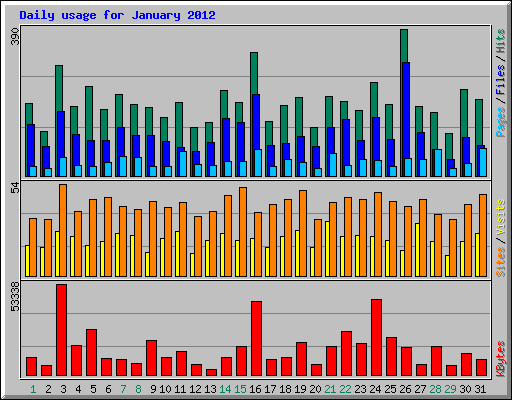 Daily usage for January 2012
390
Pages / Files / Hits
54
Sites / Visits
53338
KBytes
1 2 3 4 5 6 7 8 9 10 11 12 13 14 15 16 17 18 19 20 21 22 23 24 25 26 27 28 29 30 31